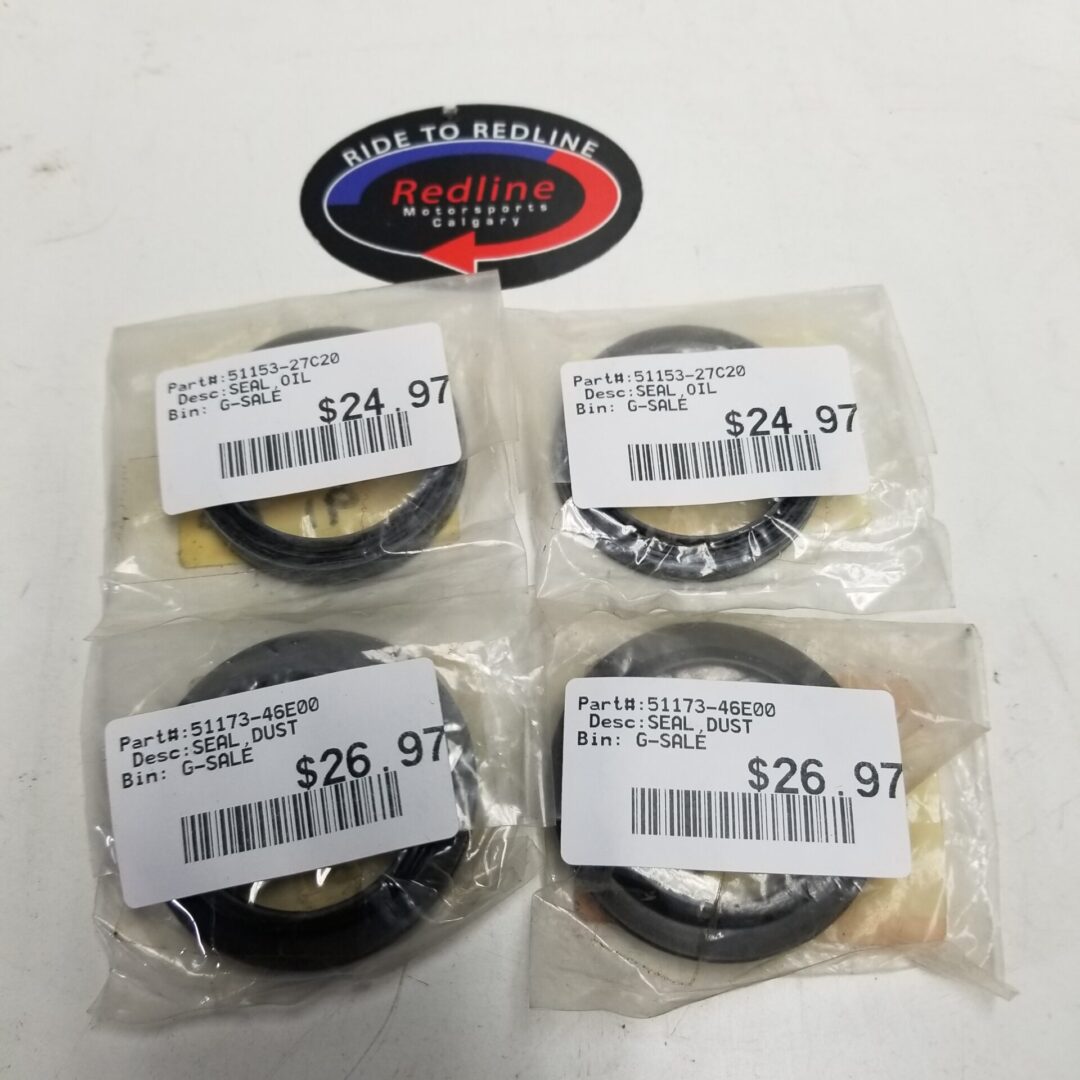 RIDE TO REDLINE
Redline
Motorsports
Calgary
Part#:51153-27C20
Desc:SEAL,OIL
Bin: G-SALE
$24.97
Part#:51153-27C20
Desc:SEAL,OIL
Bin: G-SALE
$24.97
1P
Part#:51173-46E00
Desc:SEAL,DUST
Bin: G-SALE
$26.97
Part#:51173-46E00
Desc:SEAL,DUST
Bin: G-SALE
$26.97